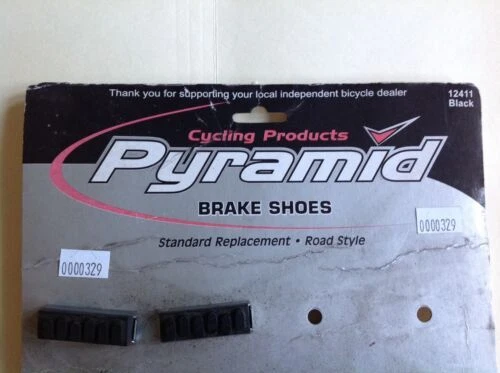 Thank you for supporting your local independent bicycle dealer
12411
Black
Cycling Products
Pyramid
BRAKE SHOES
Standard Replacement • Road Style
0000329
0000329